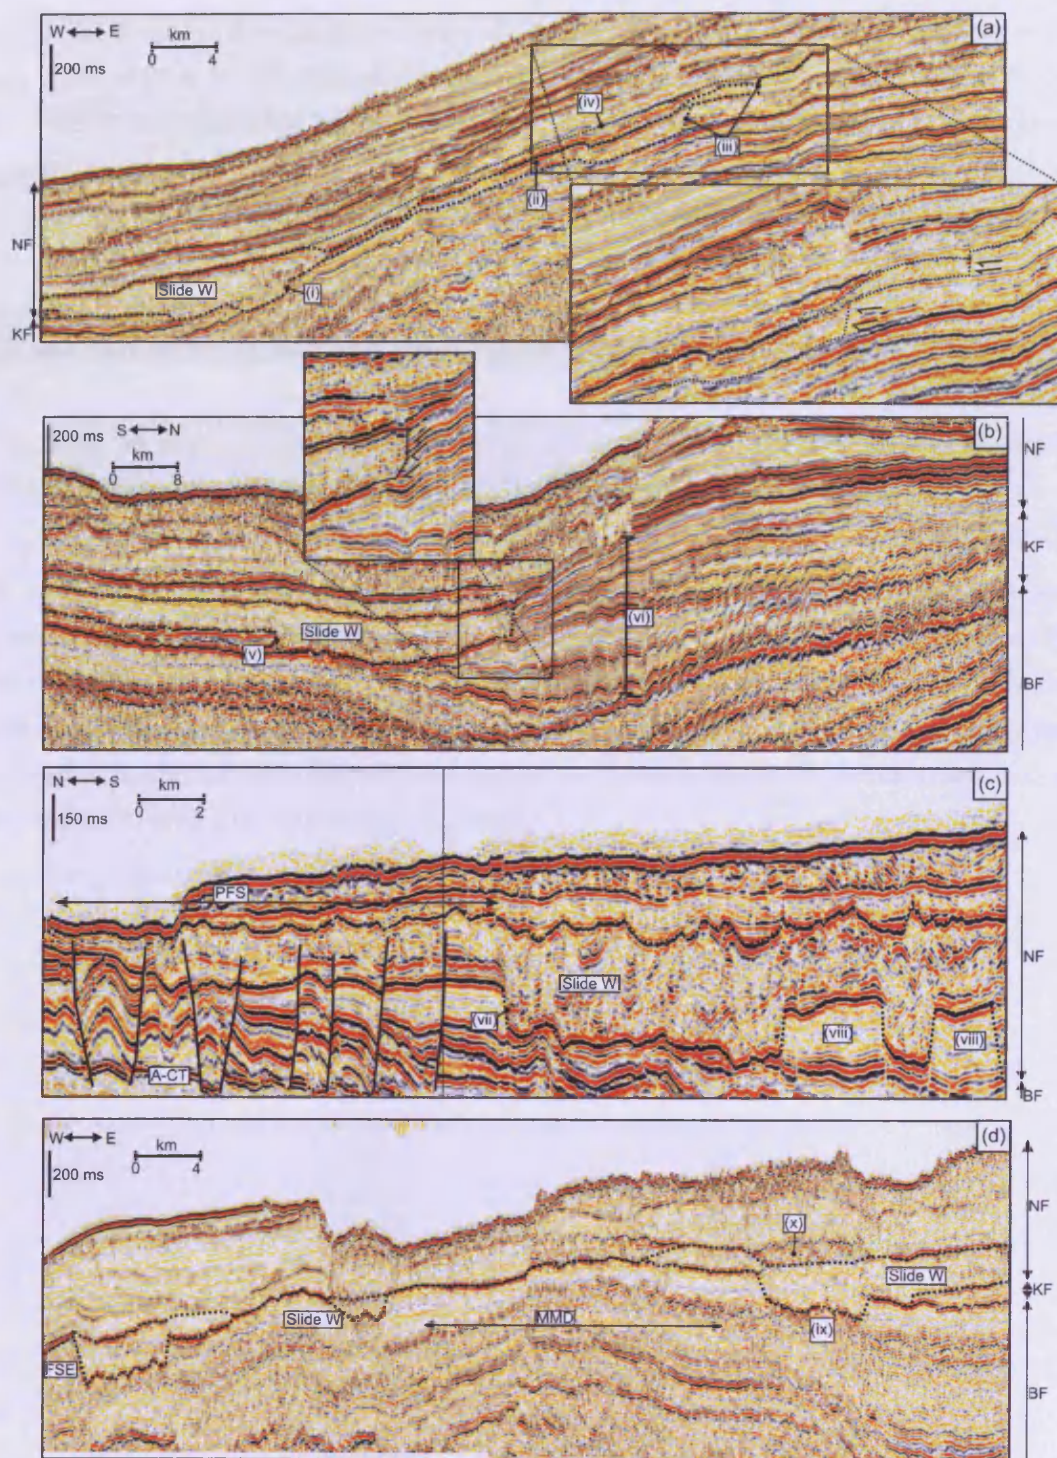 (a)
W E
km
0 4
200 ms
(iv)
(iii)
(ii)
NF
Slide W
(i)
KF
(b)
200 ms
S N
km
0 8
NF
KF
(vi)
Slide W
(v)
BF
(c)
N S
km
0 2
150 ms
PFS
NF
Slide W
(vii)
(viii)
(viii)
A-CT
BF
(d)
W E
km
0 4
200 ms
NF
(x)
Slide W
KF
Slide W
MMD
(ix)
FSE
BF